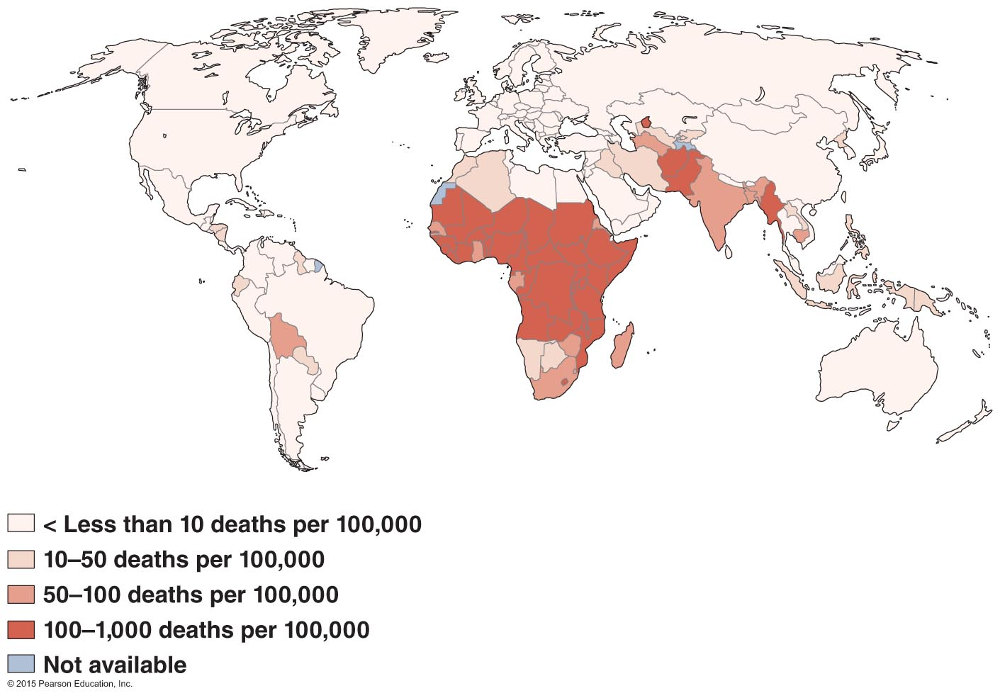 < Less than 10 deaths per 100,000
10–50 deaths per 100,000
50–100 deaths per 100,000
100–1,000 deaths per 100,000
Not available
© 2015 Pearson Education, Inc.